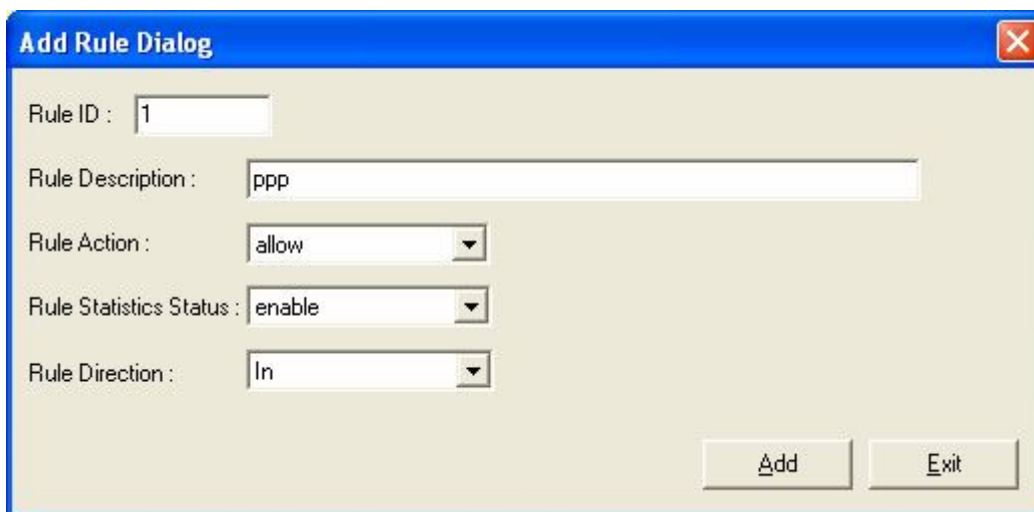 Add Rule Dialog
Rule ID : 1
Rule Description : ppp
Rule Action : allow
Rule Statistics Status : enable
Rule Direction : In
Add Exit